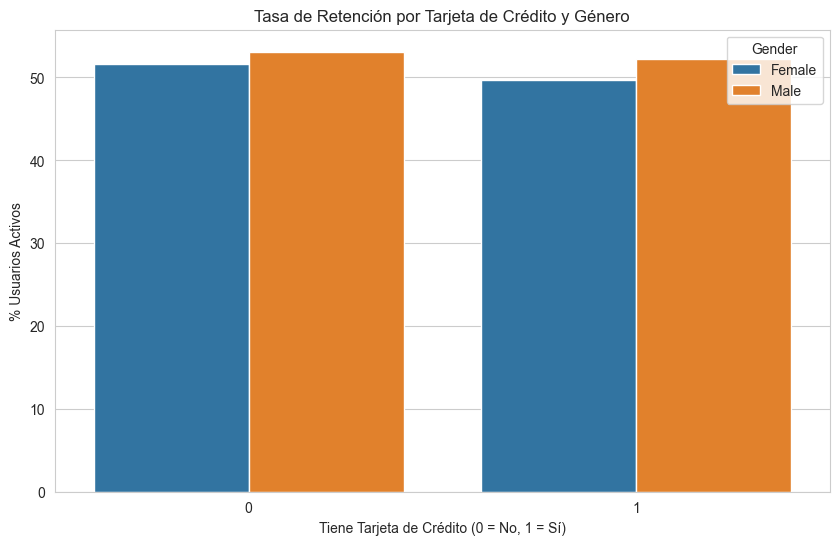 Tasa de Retención por Tarjeta de Crédito y Género
Gender
Female
Male
% Usuarios Activos
50
40
30
20
10
0
0
1
Tiene Tarjeta de Crédito (0 = No, 1 = Sí)